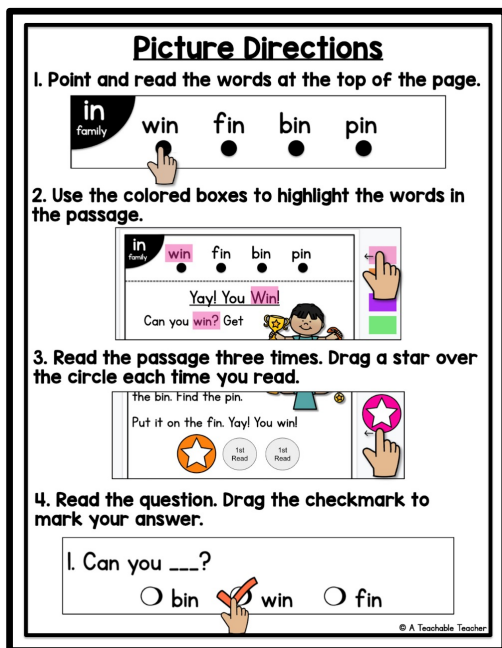 Picture Directions
1. Point and read the words at the top of the page.
in
family
win fin bin pin
2. Use the colored boxes to highlight the words in
the passage.
in
family
win fin bin pin
Yay! You Win!
Can you win? Get
3. Read the passage three times. Drag a star over
the circle each time you read.
the bin. Find the pin.
Put it on the fin. Yay! You win!
1st
Read
1st
Read
4. Read the question. Drag the checkmark to
mark your answer.
1. Can you ___?
bin win fin
© A Teachable Teacher